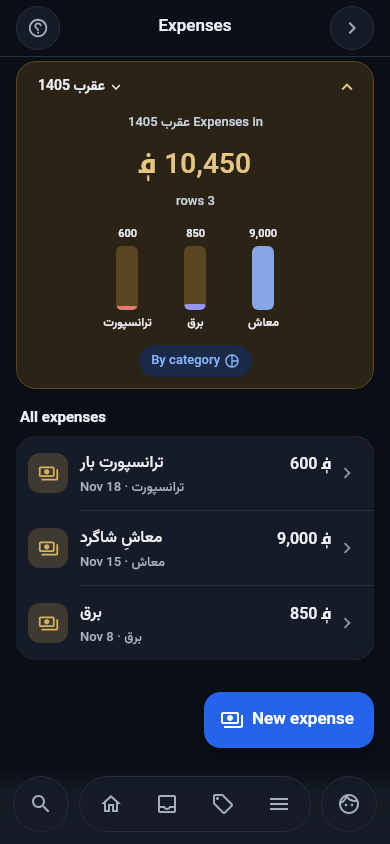 Expenses
عقرب 1405
Expenses in عقرب 1405
؋ 10,450
rows 3
600
850
9,000
ترانسپورت
برق
معاش
By category
All expenses
ترانسپورتِ بار
600 ؋
Nov 18 · ترانسپورت
معاشِ شاگرد
9,000 ؋
Nov 15 · معاش
برق
850 ؋
Nov 8 · برق
New expense